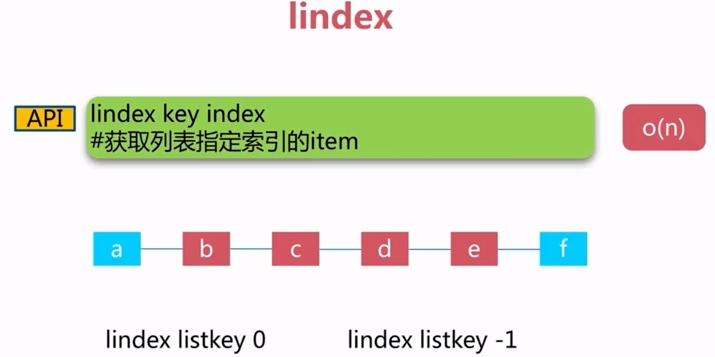 lindex
API
lindex key index
#获取列表指定索引的item
o(n)
a b c d e f
lindex listkey 0
lindex listkey -1